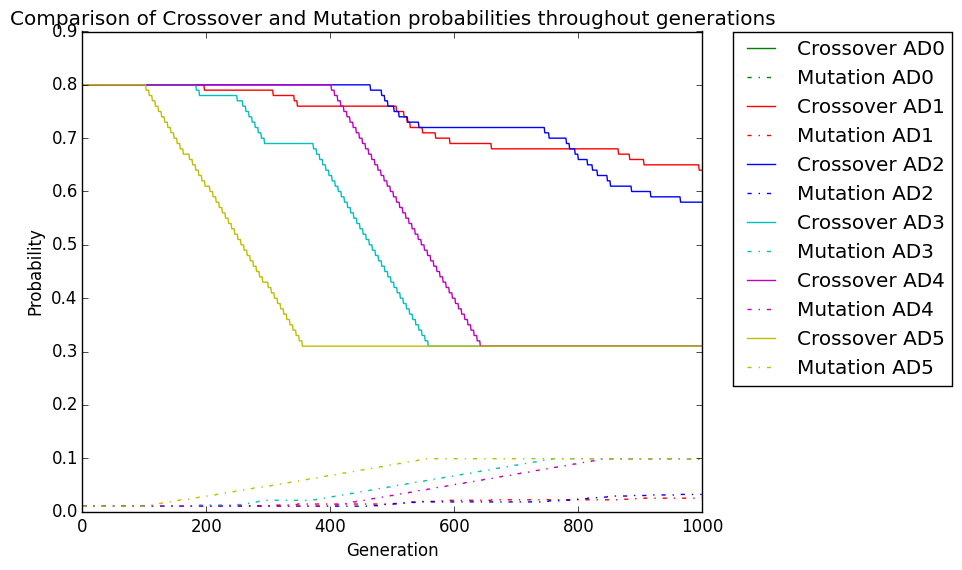 Comparison of Crossover and Mutation probabilities throughout generations
0.9
0.8
0.7
0.6
0.5
0.4
0.3
0.2
0.1
0.0
Probability
0 200 400 600 800 1000
Generation
Crossover AD0
Mutation AD0
Crossover AD1
Mutation AD1
Crossover AD2
Mutation AD2
Crossover AD3
Mutation AD3
Crossover AD4
Mutation AD4
Crossover AD5
Mutation AD5